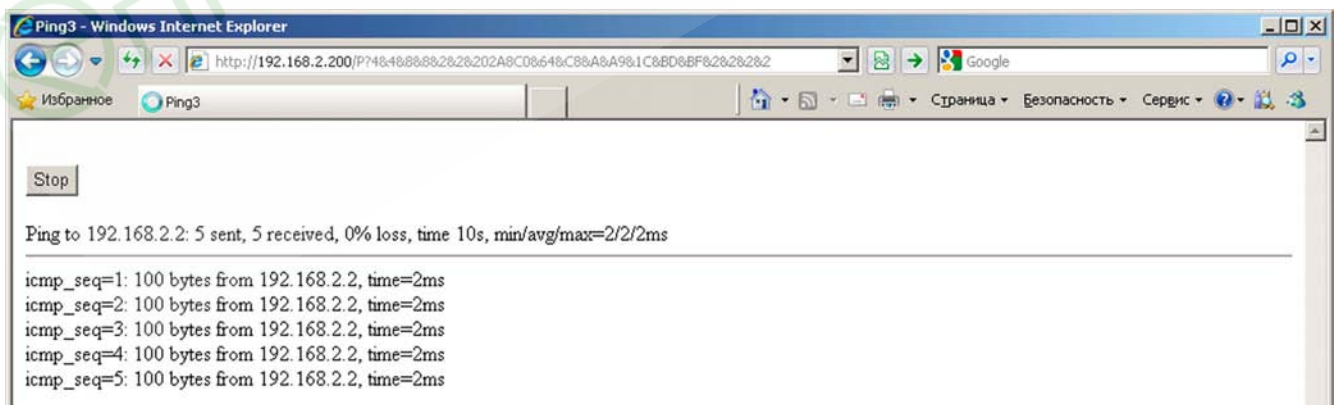 Ping3 - Windows Internet Explorer
http://192.168.2.200/P?4&4&8&8&2&2&202A8C0&64&C8&A&A9&1C&BD&BF&2&2&2&2
Google
Избранное
Ping3
Страница
Безопасность
Сервис
Stop
Ping to 192.168.2.2: 5 sent, 5 received, 0% loss, time 10s, min/avg/max=2/2/2ms
icmp_seq=1: 100 bytes from 192.168.2.2, time=2ms
icmp_seq=2: 100 bytes from 192.168.2.2, time=2ms
icmp_seq=3: 100 bytes from 192.168.2.2, time=2ms
icmp_seq=4: 100 bytes from 192.168.2.2, time=2ms
icmp_seq=5: 100 bytes from 192.168.2.2, time=2ms